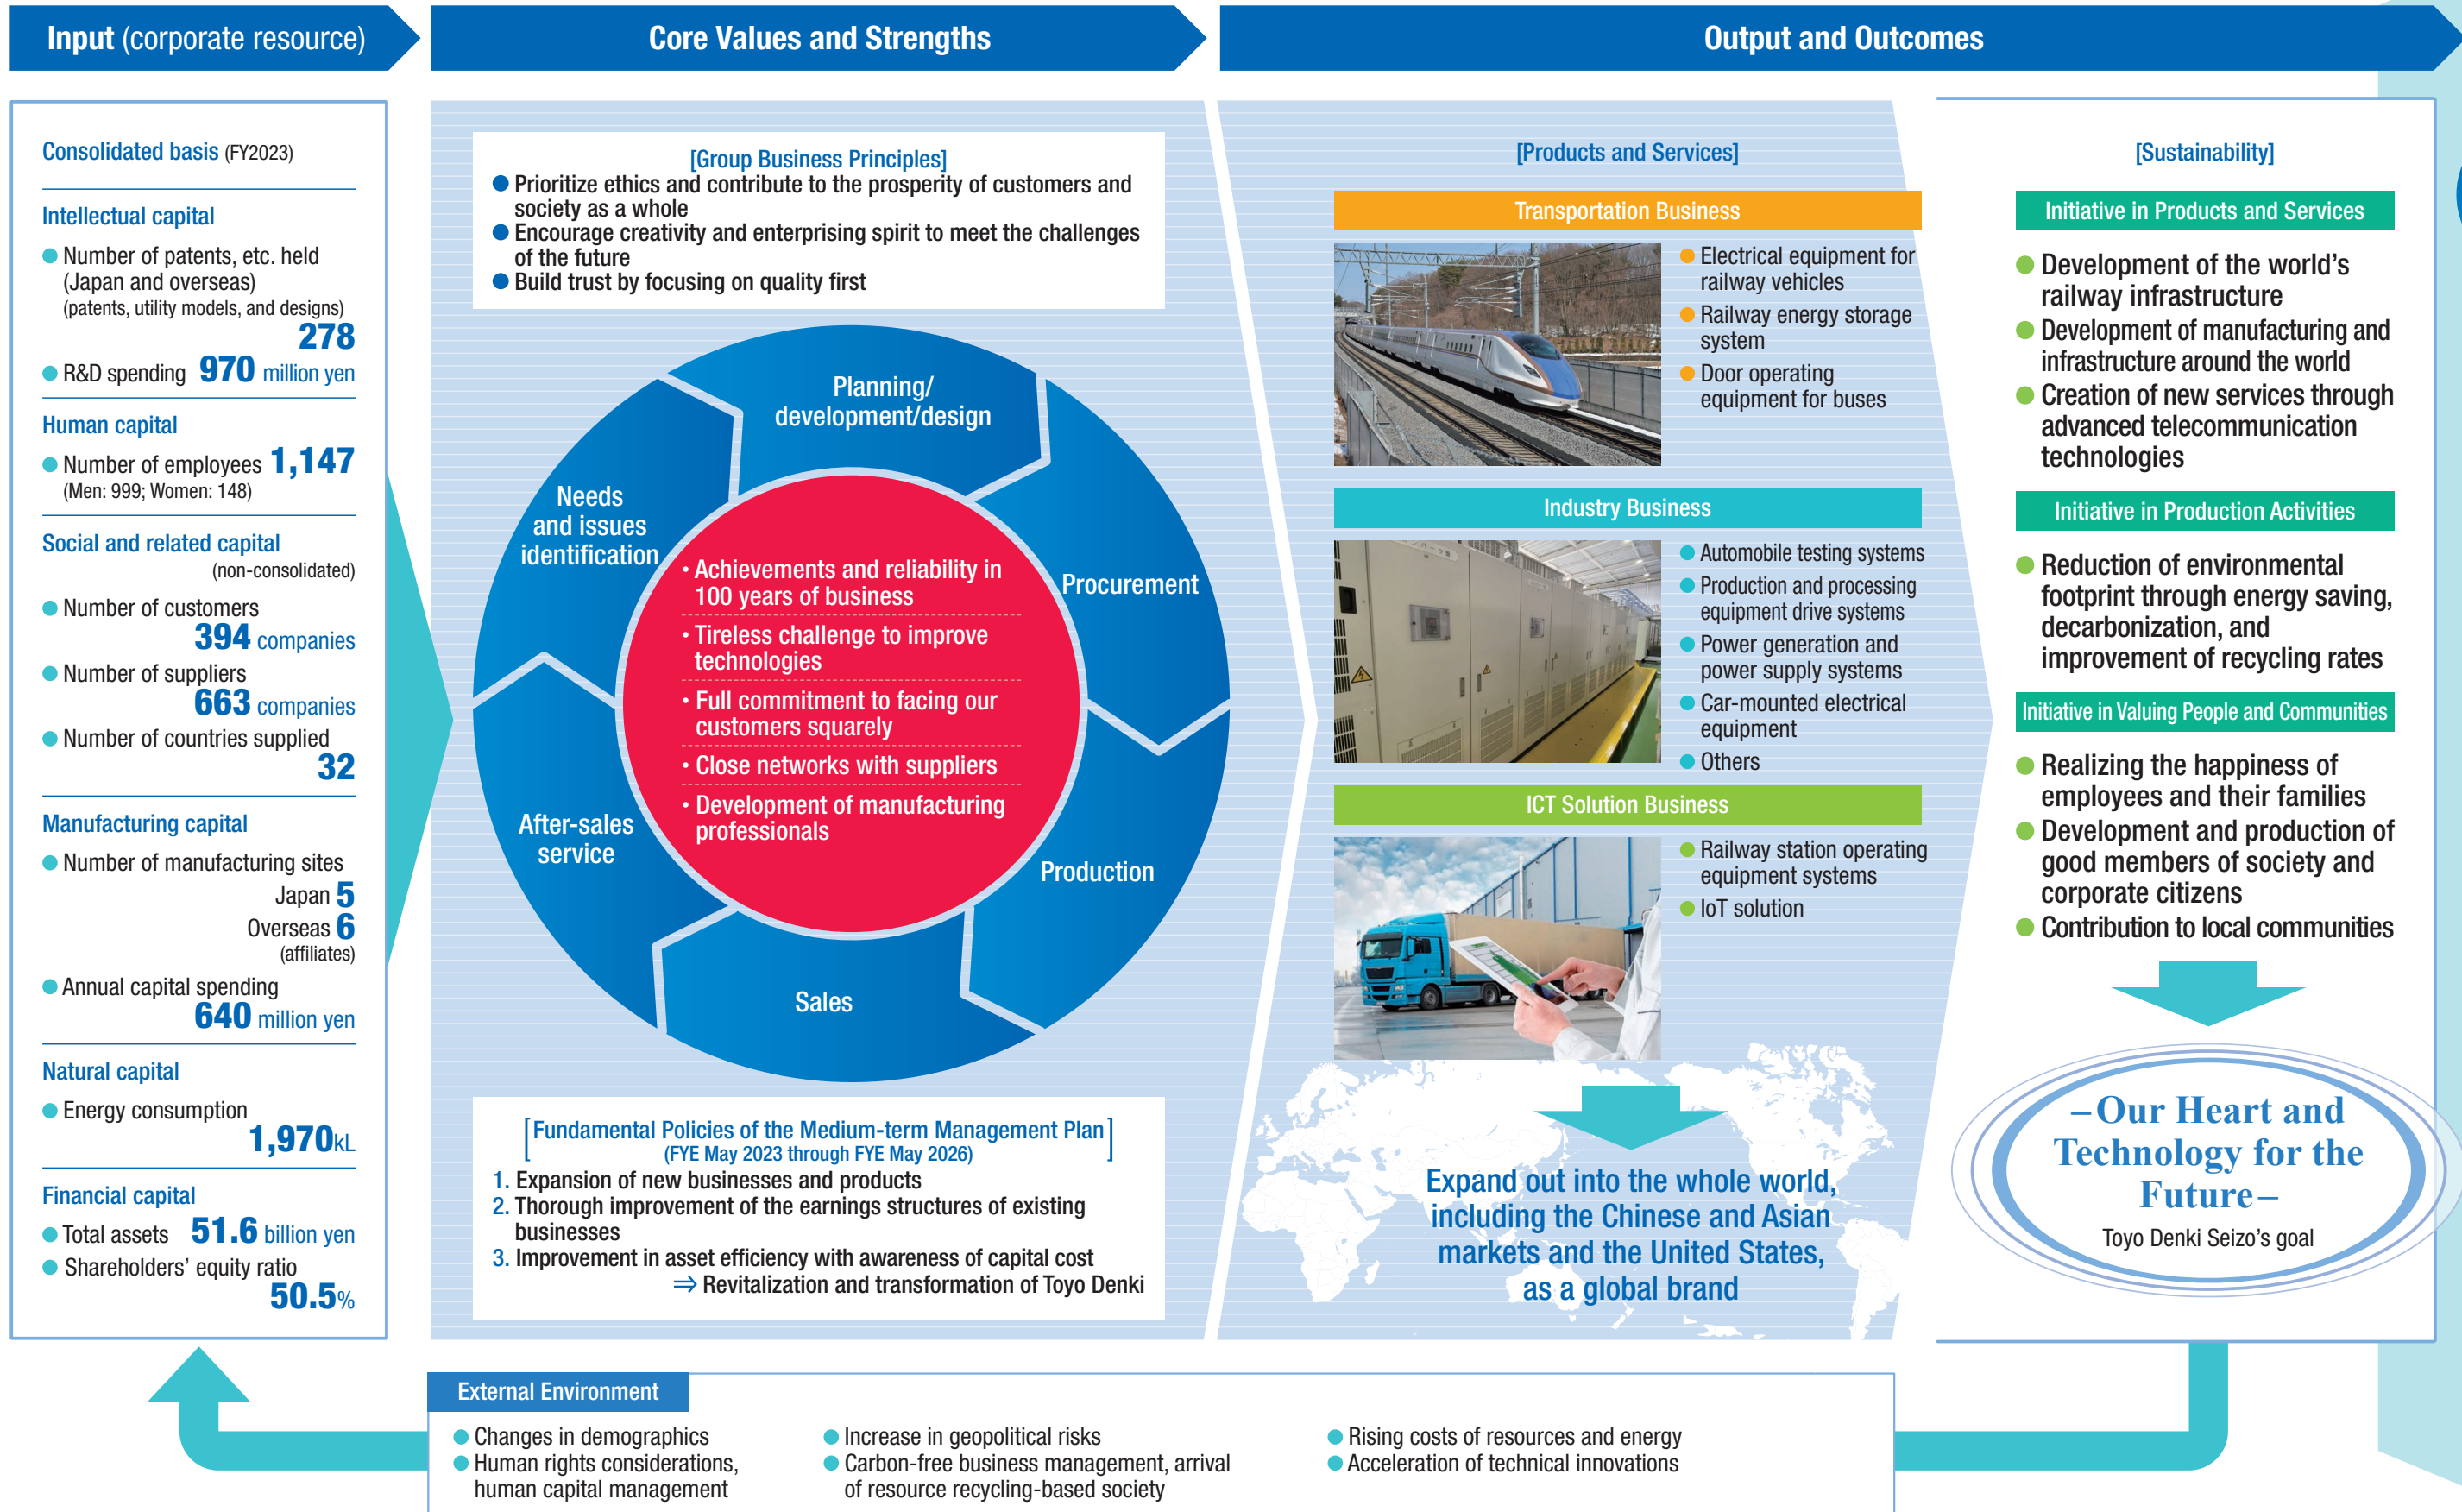 Input (corporate resource)
Core Values and Strengths
Output and Outcomes
Consolidated basis (FY2023)
Intellectual capital
Number of patents, etc. held
(Japan and overseas)
(patents, utility models, and designs)
278
R&D spending 970 million yen
Human capital
Number of employees 1,147
(Men: 999; Women: 148)
Social and related capital
(non-consolidated)
Number of customers
394 companies
Number of suppliers
663 companies
Number of countries supplied
32
Manufacturing capital
Number of manufacturing sites
Japan 5
Overseas 6
(affiliates)
Annual capital spending
640 million yen
Natural capital
Energy consumption
1,970kL
Financial capital
Total assets 51.6 billion yen
Shareholders' equity ratio
50.5%
[Group Business Principles]
Prioritize ethics and contribute to the prosperity of customers and
society as a whole
Encourage creativity and enterprising spirit to meet the challenges
of the future
Build trust by focusing on quality first
Planning/
development/design
Procurement
Production
Sales
After-sales
service
Needs
and issues
identification
• Achievements and reliability in
100 years of business
• Tireless challenge to improve
technologies
• Full commitment to facing our
customers squarely
• Close networks with suppliers
• Development of manufacturing
professionals
[Fundamental Policies of the Medium-term Management Plan]
(FYE May 2023 through FYE May 2026)
1. Expansion of new businesses and products
2. Thorough improvement of the earnings structures of existing
businesses
3. Improvement in asset efficiency with awareness of capital cost
⇒ Revitalization and transformation of Toyo Denki
[Products and Services]
Transportation Business
Electrical equipment for
railway vehicles
Railway energy storage
system
Door operating
equipment for buses
Industry Business
Automobile testing systems
Production and processing
equipment drive systems
Power generation and
power supply systems
Car-mounted electrical
equipment
Others
ICT Solution Business
Railway station operating
equipment systems
IoT solution
Expand out into the whole world,
including the Chinese and Asian
markets and the United States,
as a global brand
[Sustainability]
Initiative in Products and Services
Development of the world's
railway infrastructure
Development of manufacturing and
infrastructure around the world
Creation of new services through
advanced telecommunication
technologies
Initiative in Production Activities
Reduction of environmental
footprint through energy saving,
decarbonization, and
improvement of recycling rates
Initiative in Valuing People and Communities
Realizing the happiness of
employees and their families
Development and production of
good members of society and
corporate citizens
Contribution to local communities
–Our Heart and
Technology for the
Future–
Toyo Denki Seizo's goal
External Environment
Changes in demographics
Human rights considerations,
human capital management
Increase in geopolitical risks
Carbon-free business management, arrival
of resource recycling-based society
Rising costs of resources and energy
Acceleration of technical innovations